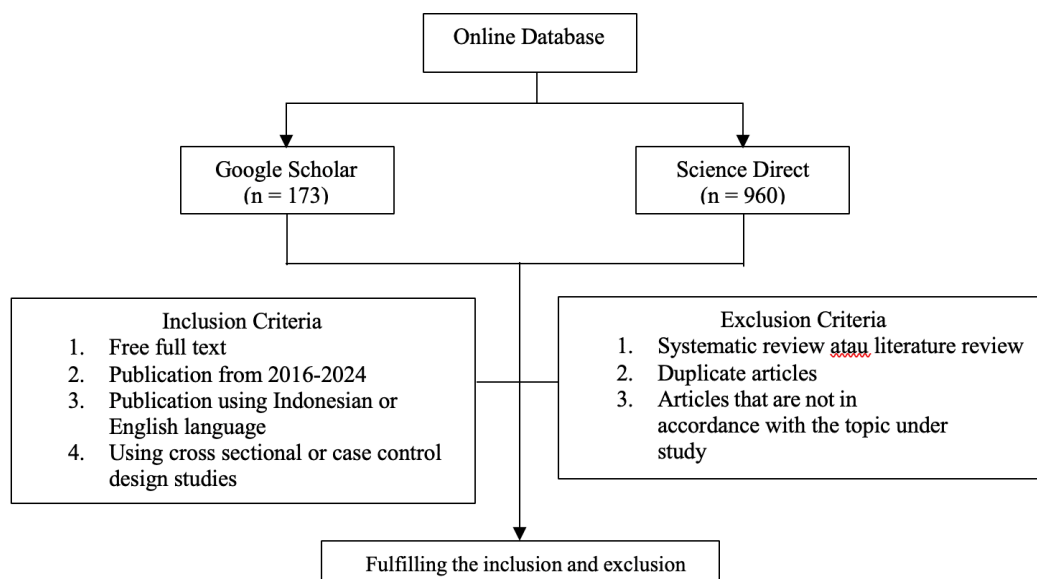 Online Database
Google Scholar
(n = 173)
Science Direct
(n = 960)
Inclusion Criteria
1. Free full text
2. Publication from 2016-2024
3. Publication using Indonesian or
English language
4. Using cross sectional or case control
design studies
Exclusion Criteria
1. Systematic review atau literature review
2. Duplicate articles
3. Articles that are not in
accordance with the topic under
study
Fulfilling the inclusion and exclusion